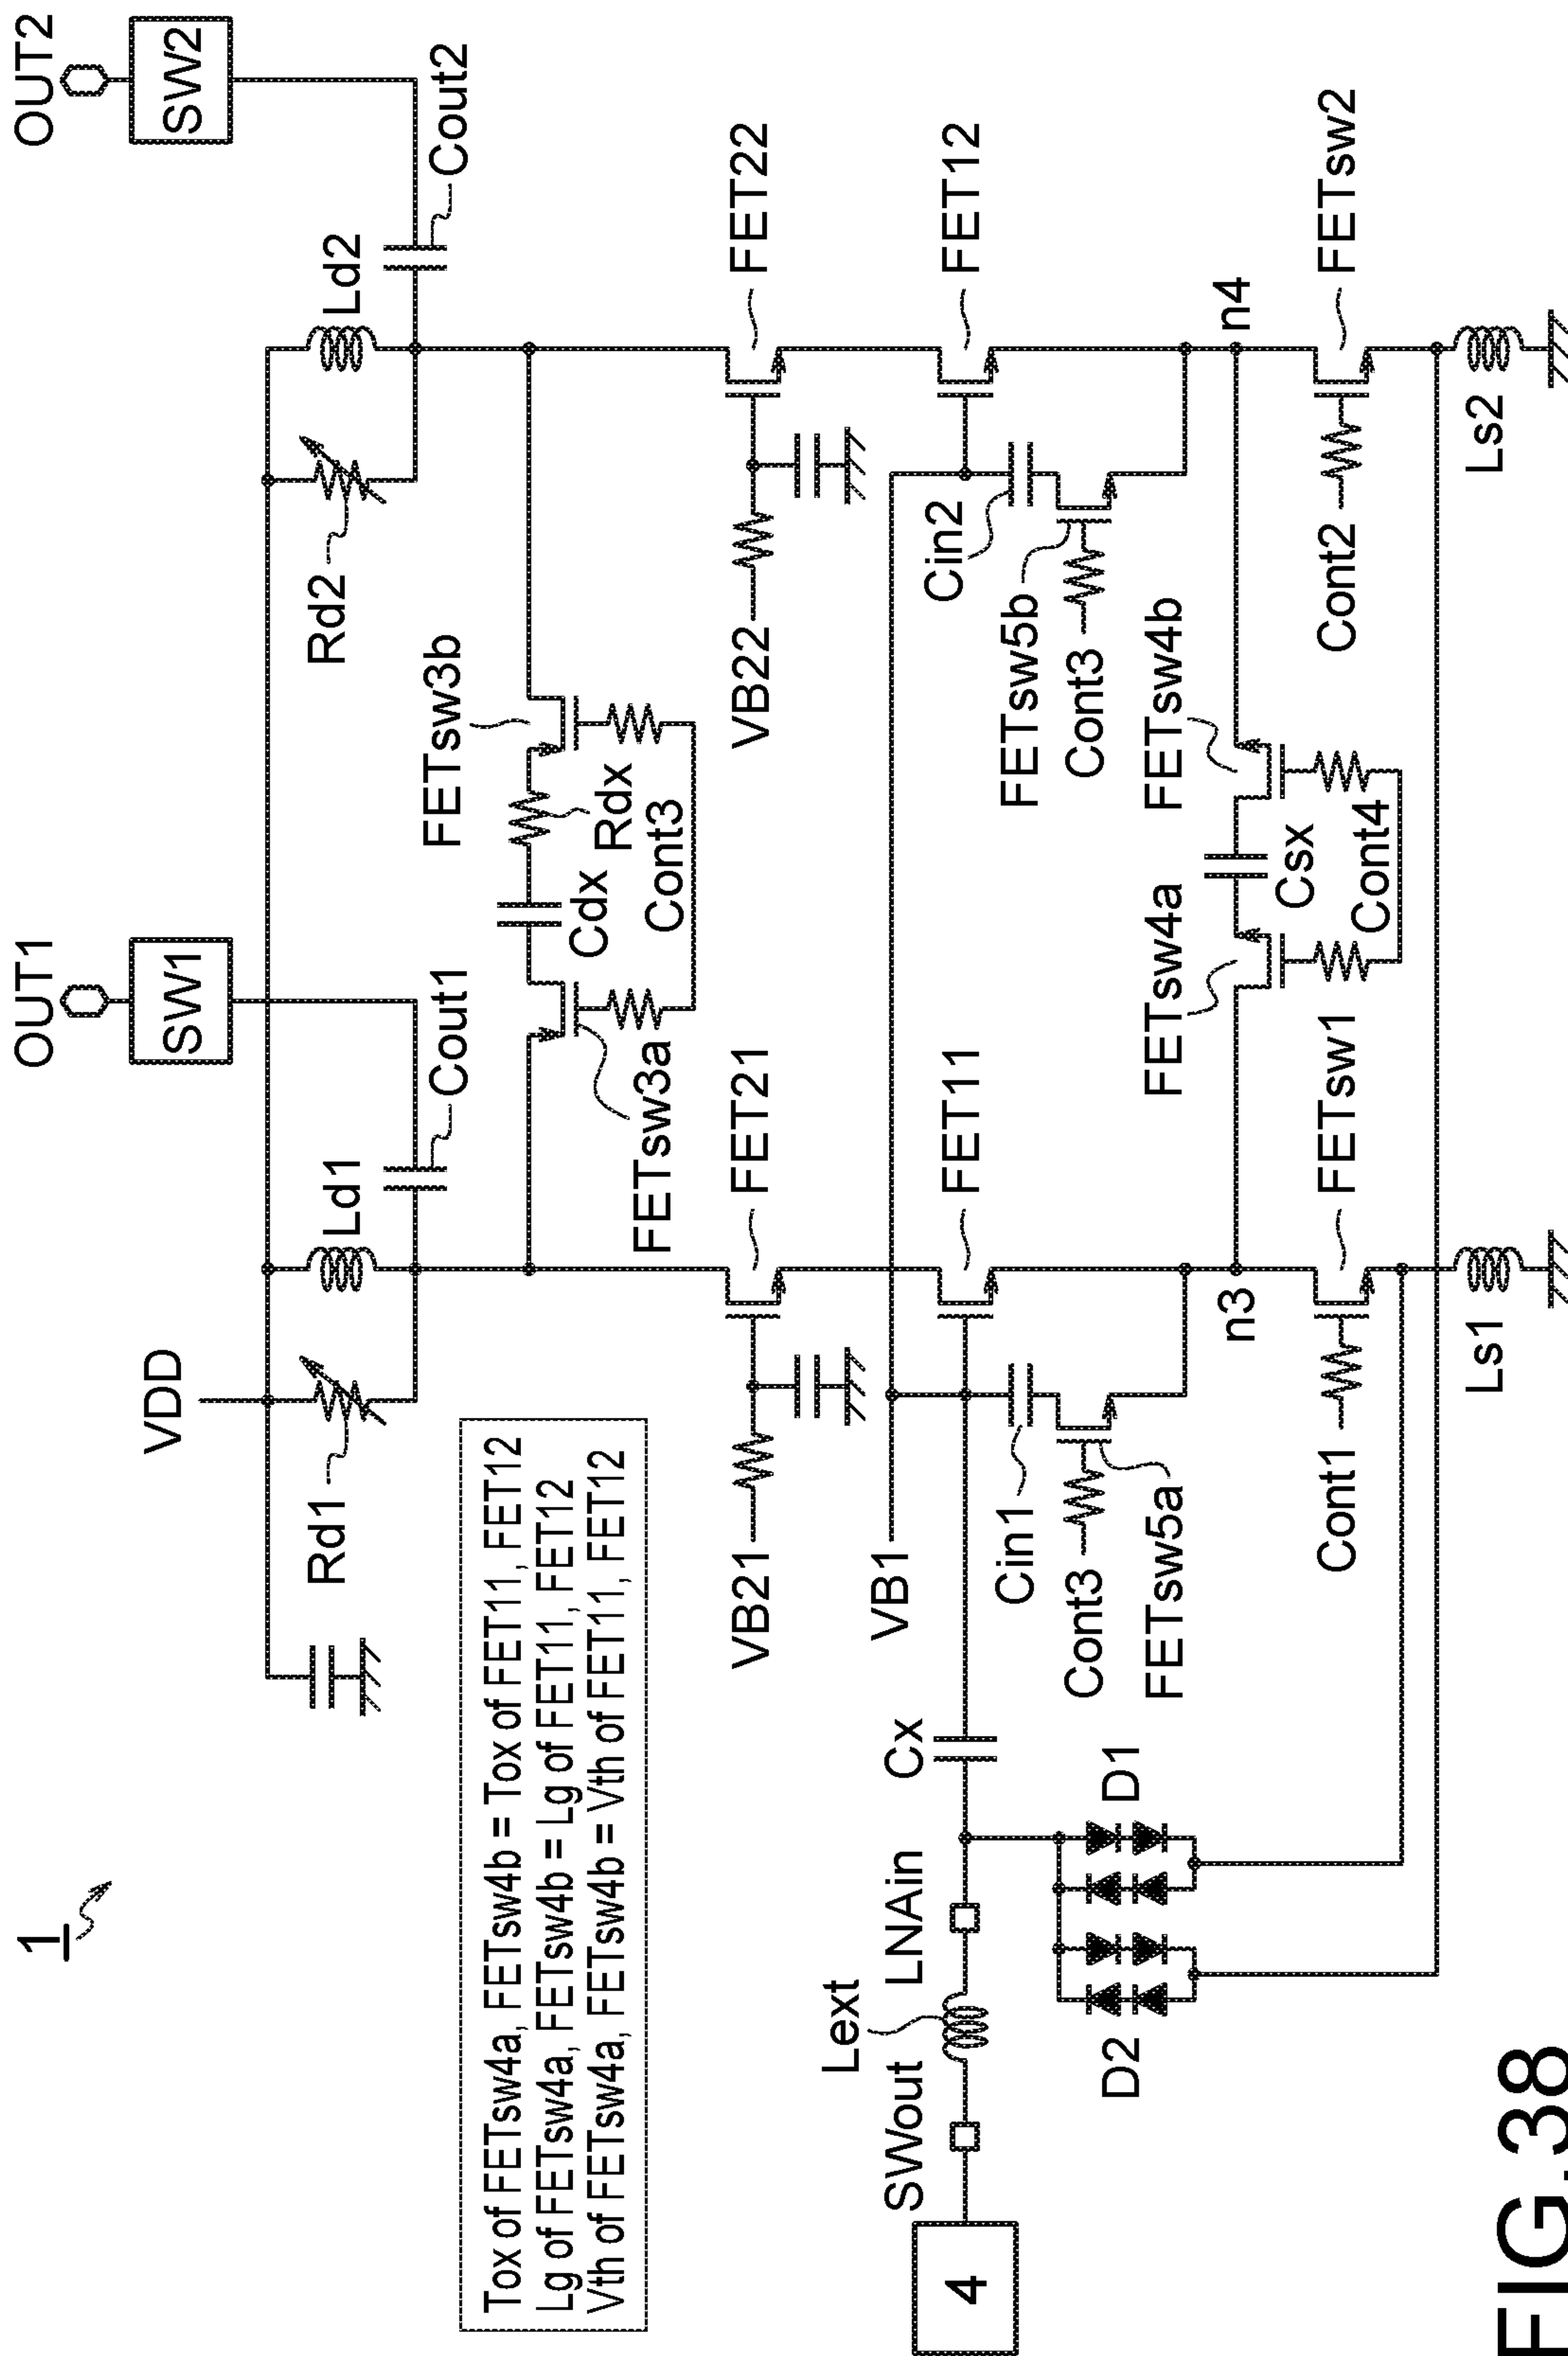 1
OUT1
OUT2
SW1
SW2
VDD
Rd1
Ld1
Cout1
Rd2
Ld2
Cout2
Tox of FETsw4a, FETsw4b = Tox of FET11, FET12
Lg of FETsw4a, FETsw4b = Lg of FET11, FET12
Vth of FETsw4a, FETsw4b = Vth of FET11, FET12
FETsw3a
Cdx
Rdx
FETsw3b
Cont3
VB21
FET21
VB22
FET22
VB1
FET11
FET12
4
SWout
Lext
LNAin
Cx
Cin1
Cin2
Cont3
FETsw5a
FETsw5b
Cont3
D2
D1
n3
FETsw4a
Csx
FETsw4b
n4
Cont4
Cont1
FETsw1
Cont2
FETsw2
Ls1
Ls2
FIG.38